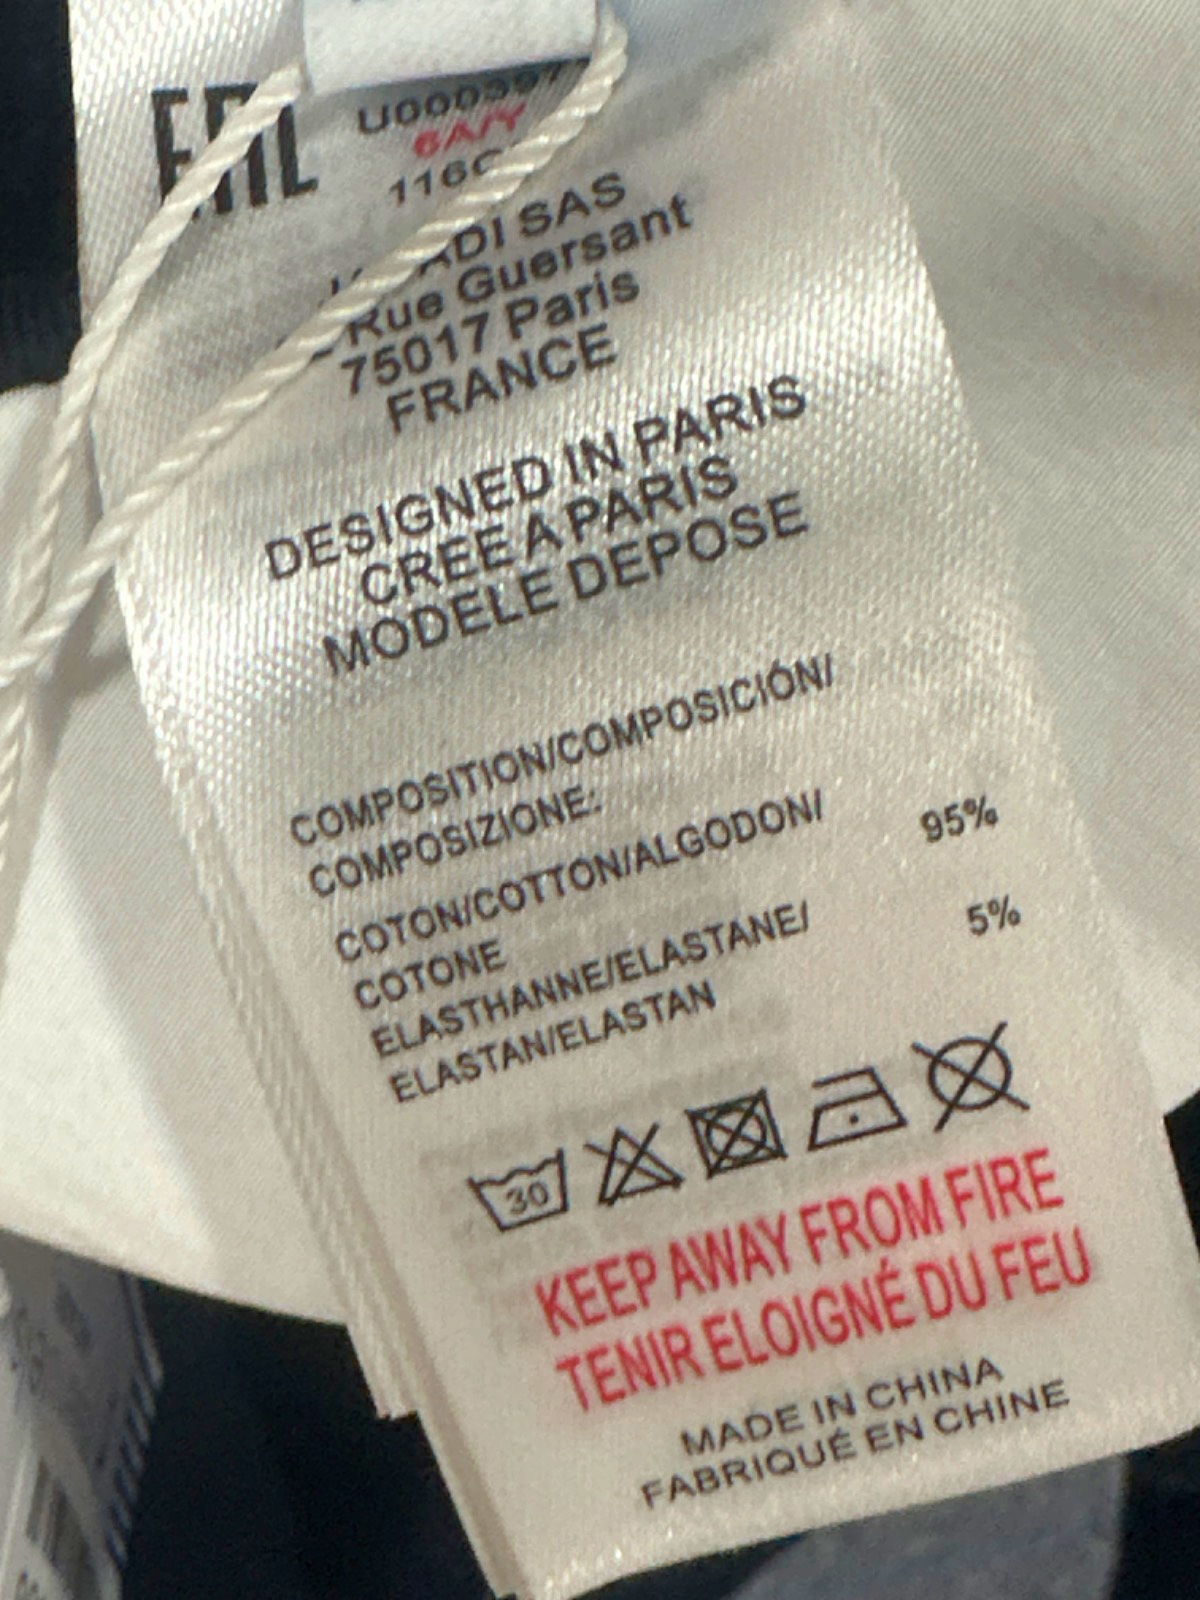 EAC
6A/Y
SAS
Rue Guersant
75017 Paris
FRANCE
DESIGNED IN PARIS
CREE A PARIS
MODELE DEPOSE
COMPOSITION/COMPOSICIÓN/
COMPOSIZIONE:
COTON/COTTON/ALGODON/ 95%
COTONE
ELASTHANNE/ELASTANE/ 5%
ELASTAN/ELASTAN
30
KEEP AWAY FROM FIRE
TENIR ELOIGNÉ DU FEU
MADE IN CHINA
FABRIQUÉ EN CHINE